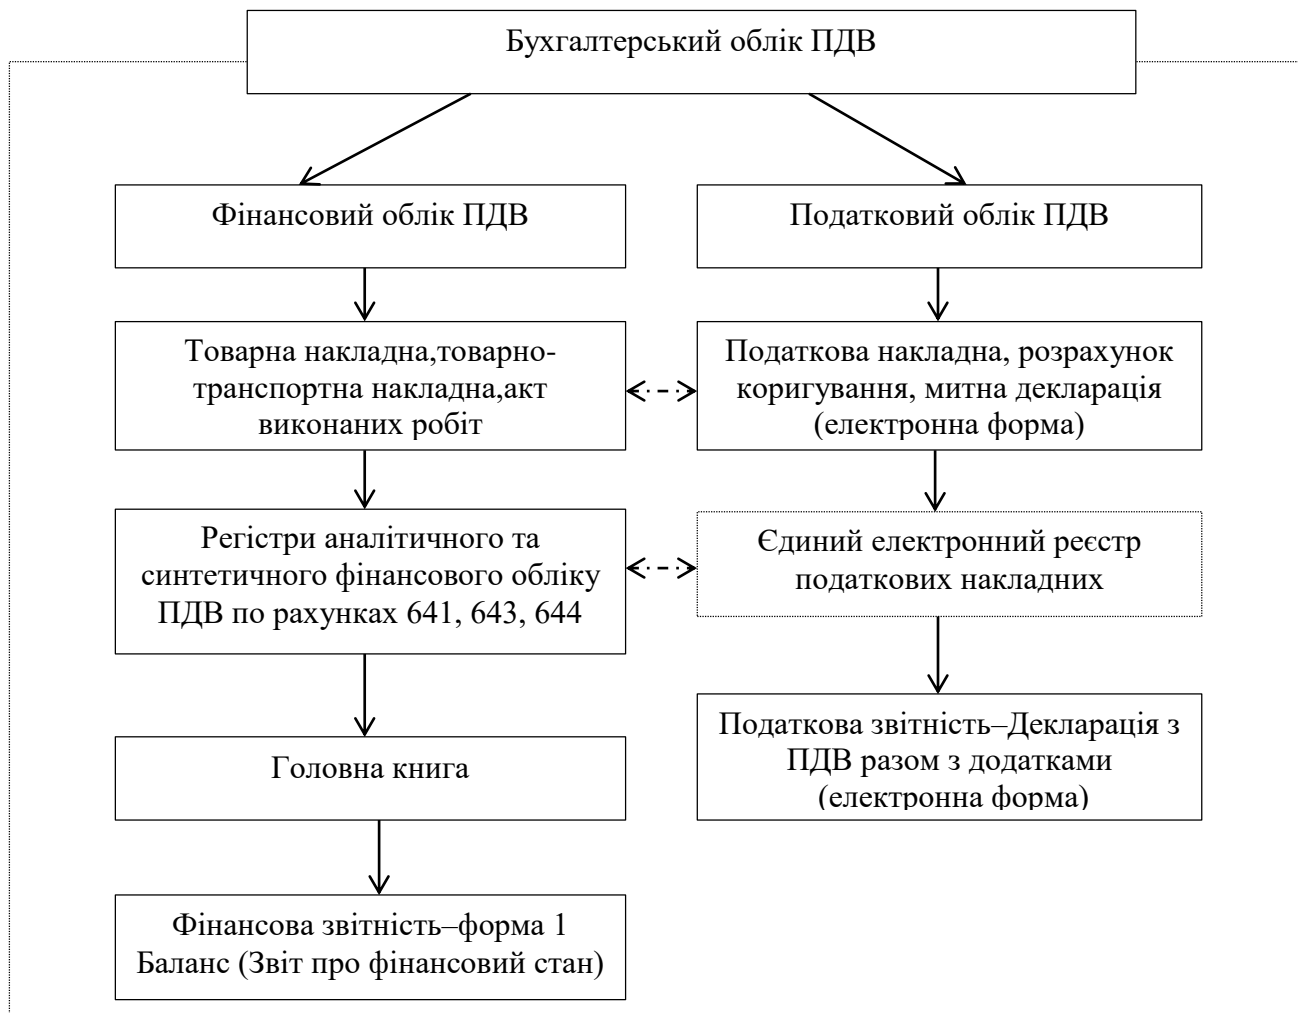 Бухгалтерський облік ПДВ
Фінансовий облік ПДВ
Податковий облік ПДВ
Товарна накладна,товарно-
транспортна накладна,акт
виконаних робіт
Податкова накладна, розрахунок
коригування, митна декларація
(електронна форма)
Регістри аналітичного та
синтетичного фінансового обліку
ПДВ по рахунках 641, 643, 644
Єдиний електронний реєстр
податкових накладних
Податкова звітність–Декларація з
ПДВ разом з додатками
(електронна форма)
Головна книга
Фінансова звітність–форма 1
Баланс (Звіт про фінансовий стан)